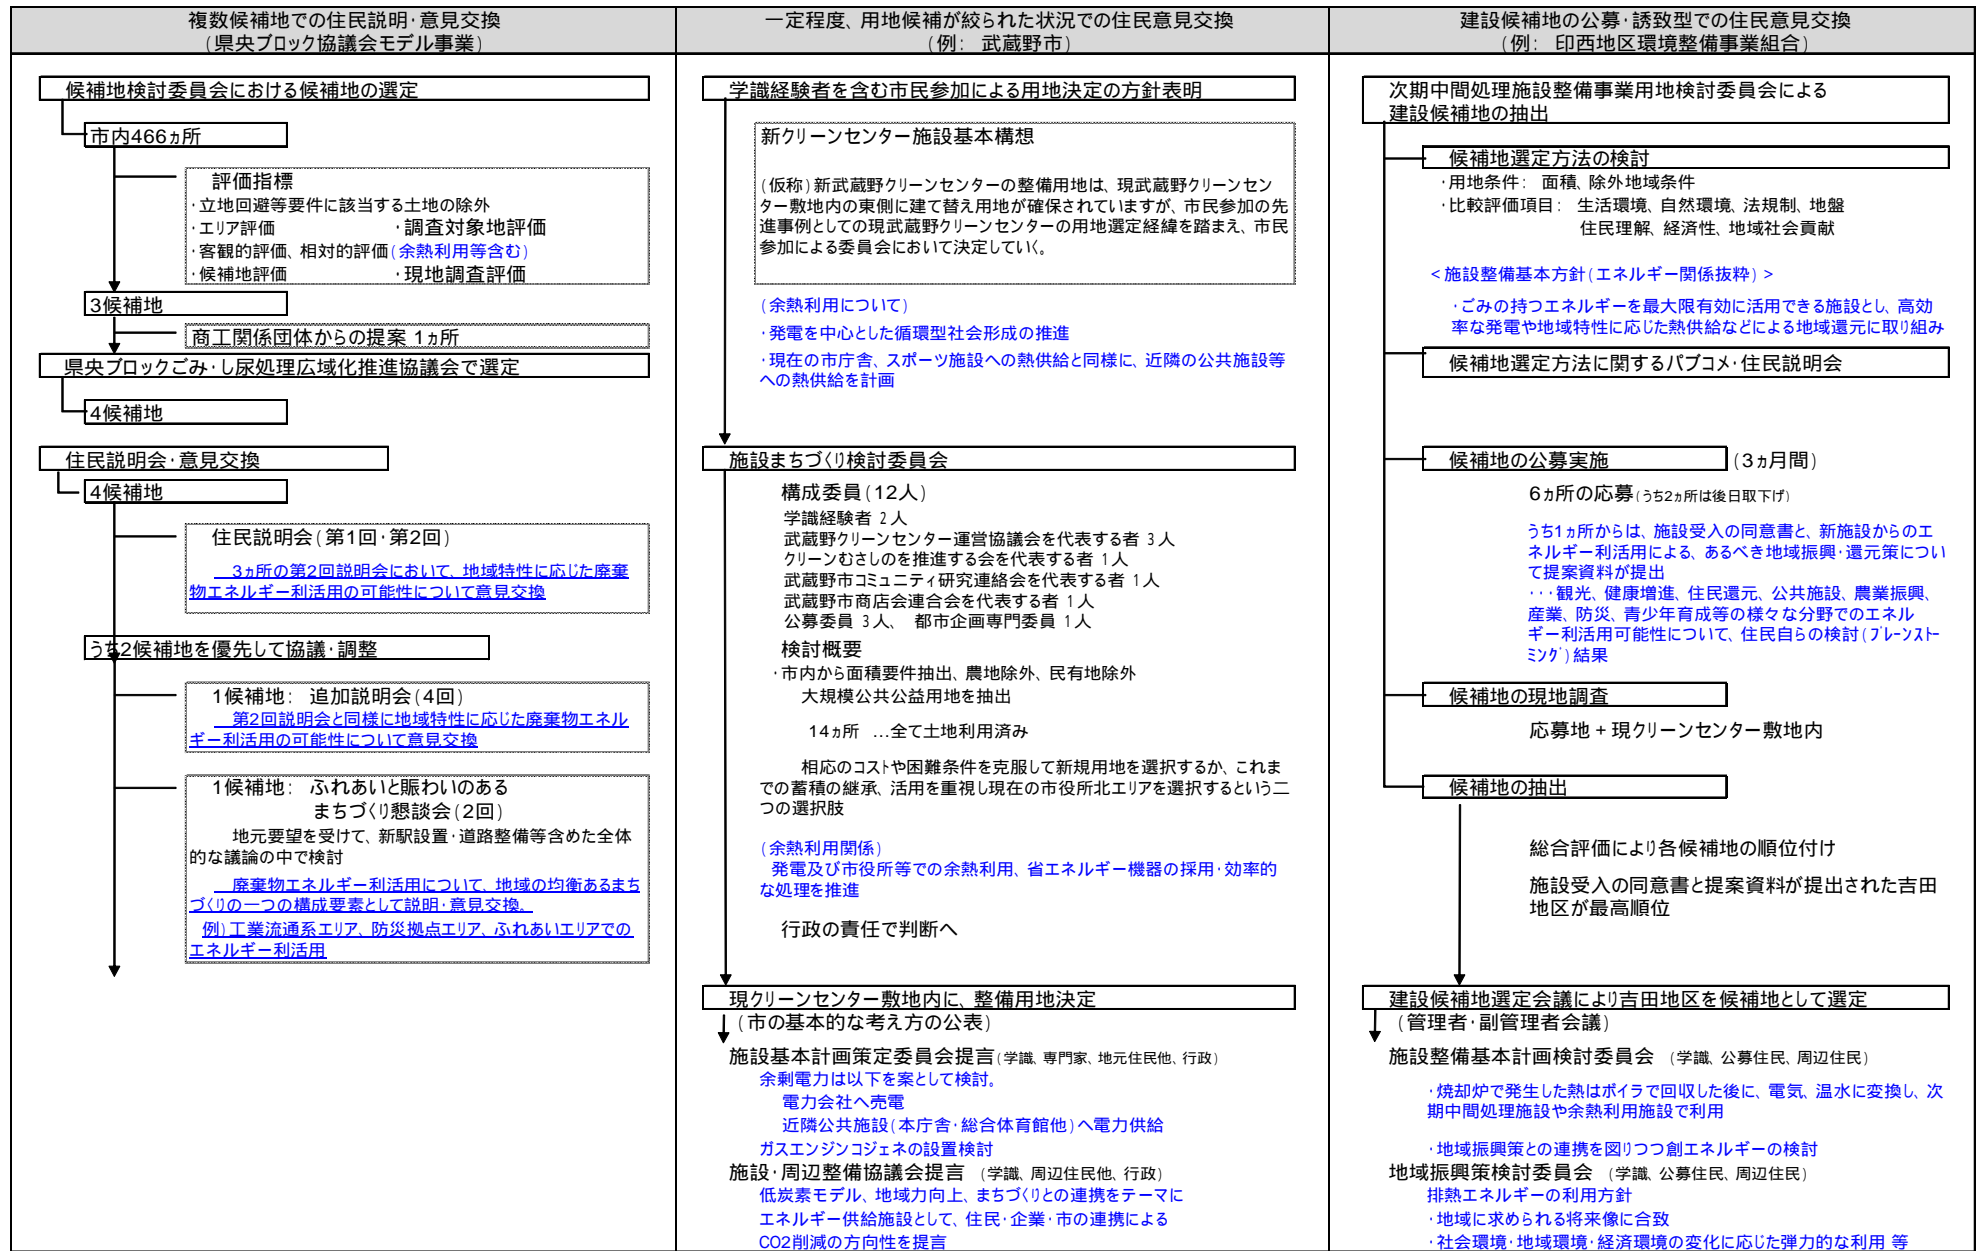 複数候補地での住民説明・意見交換
(県央ブロック協議会モデル事業)
候補地検討委員会における候補地の選定
市内466ヵ所
評価指標
・立地回避等要件に該当する土地の除外
・エリア評価　・調査対象地評価
・客観的評価、相対的評価(余熱利用等含む)
・候補地評価　・現地調査評価
3候補地
商工関係団体からの提案 1ヵ所
県央ブロックごみ・し尿処理広域化推進協議会で選定
4候補地
住民説明会・意見交換
4候補地
住民説明会(第1回・第2回)
3ヵ所の第2回説明会において、地域特性に応じた廃棄
物エネルギー利活用の可能性について意見交換
うち2候補地を優先して協議・調整
1候補地： 追加説明会(4回)
第2回説明会と同様に地域特性に応じた廃棄物エネル
ギー利活用の可能性について意見交換
1候補地： ふれあいと賑わいのある
まちづくり懇談会(2回)
地元要望を受けて、新駅設置・道路整備等含めた全体
的な議論の中で検討
廃棄物エネルギー利活用について、地域の均衡あるまち
づくりの一つの構成要素として説明・意見交換。
例)工業流通系エリア、防災拠点エリア、ふれあいエリアでの
エネルギー利活用
一定程度、用地候補が絞られた状況での住民意見交換
(例： 武蔵野市)
学識経験者を含む市民参加による用地決定の方針表明
新クリーンセンター施設基本構想
(仮称)新武蔵野クリーンセンターの整備用地は、現武蔵野クリーンセン
ター敷地内の東側に建て替え用地が確保されていますが、市民参加の先
進事例としての現武蔵野クリーンセンターの用地選定経緯を踏まえ、市民
参加による委員会において決定していく。
(余熱利用について)
・発電を中心とした循環型社会形成の推進
・現在の市庁舎、スポーツ施設への熱供給と同様に、近隣の公共施設等
への熱供給を計画
施設まちづくり検討委員会
構成委員(12人)
学識経験者 2人
武蔵野クリーンセンター運営協議会を代表する者 3人
クリーンむさしのを推進する会を代表する者 1人
武蔵野市コミュニティ研究連絡会を代表する者 1人
武蔵野市商店会連合会を代表する者 1人
公募委員 3人、 都市企画専門委員 1人
検討概要
・市内から面積要件抽出、農地除外、民有地除外
大規模公共公益用地を抽出
14ヵ所 …全て土地利用済み
相応のコストや困難条件を克服して新規用地を選択するか、これま
での蓄積の継承、活用を重視し現在の市役所北エリアを選択するという二
つの選択肢
(余熱利用関係)
発電及び市役所等での余熱利用、省エネルギー機器の採用・効率的
な処理を推進
行政の責任で判断へ
現クリーンセンター敷地内に、整備用地決定
(市の基本的な考え方の公表)
施設基本計画策定委員会提言(学識、専門家、地元住民他、行政)
余剰電力は以下を案として検討。
電力会社へ売電
近隣公共施設(本庁舎・総合体育館他)へ電力供給
ガスエンジンコジェネの設置検討
施設・周辺整備協議会提言 (学識、周辺住民他、行政)
低炭素モデル、地域力向上、まちづくりとの連携をテーマに
エネルギー供給施設として、住民・企業・市の連携による
CO2削減の方向性を提言
建設候補地の公募・誘致型での住民意見交換
(例： 印西地区環境整備事業組合)
次期中間処理施設整備事業用地検討委員会による
建設候補地の抽出
候補地選定方法の検討
・用地条件： 面積、除外地域条件
・比較評価項目： 生活環境、自然環境、法規制、地盤
住民理解、経済性、地域社会貢献
<施設整備基本方針(エネルギー関係抜粋)>
・ごみの持つエネルギーを最大限有効に活用できる施設とし、高効
率な発電や地域特性に応じた熱供給などによる地域還元に取り組み
候補地選定方法に関するパブコメ・住民説明会
候補地の公募実施　(3ヵ月間)
6ヵ所の応募(うち2ヵ所は後日取下げ)
うち1ヵ所からは、施設受入の同意書と、新施設からのエ
ネルギー利活用による、あるべき地域振興・還元策につい
て提案資料が提出
・・・観光、健康増進、住民還元、公共施設、農業振興、
産業、防災、青少年育成等の様々な分野でのエネル
ギー利活用可能性について、住民自らの検討(ブレーンストー
ミング)結果
候補地の現地調査
応募地+現クリーンセンター敷地内
候補地の抽出
総合評価により各候補地の順位付け
施設受入の同意書と提案資料が提出された吉田
地区が最高順位
建設候補地選定会議により吉田地区を候補地として選定
(管理者・副管理者会議)
施設整備基本計画検討委員会 (学識、公募住民、周辺住民)
・焼却炉で発生した熱はボイラで回収した後に、電気、温水に変換し、次
期中間処理施設や余熱利用施設で利用
・地域振興策との連携を図りつつ創エネルギーの検討
地域振興策検討委員会 (学識、公募住民、周辺住民)
排熱エネルギーの利用方針
・地域に求められる将来像に合致
・社会環境・地域環境・経済環境の変化に応じた弾力的な利用 等